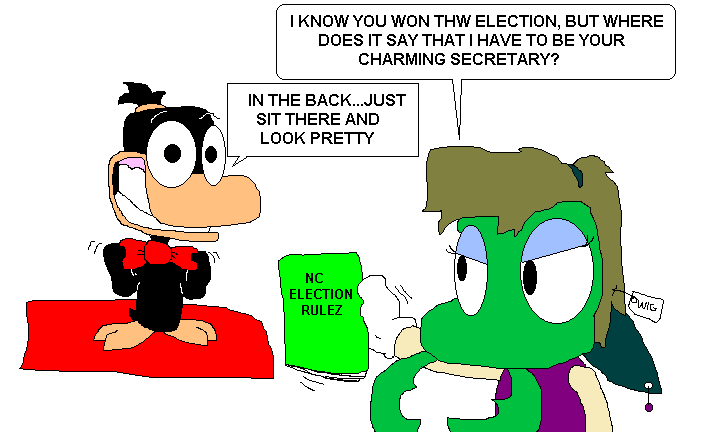 I KNOW YOU WON THW ELECTION, BUT WHERE
DOES IT SAY THAT I HAVE TO BE YOUR
CHARMING SECRETARY?
IN THE BACK...JUST
SIT THERE AND
LOOK PRETTY
NC
ELECTION
RULEZ
WIG